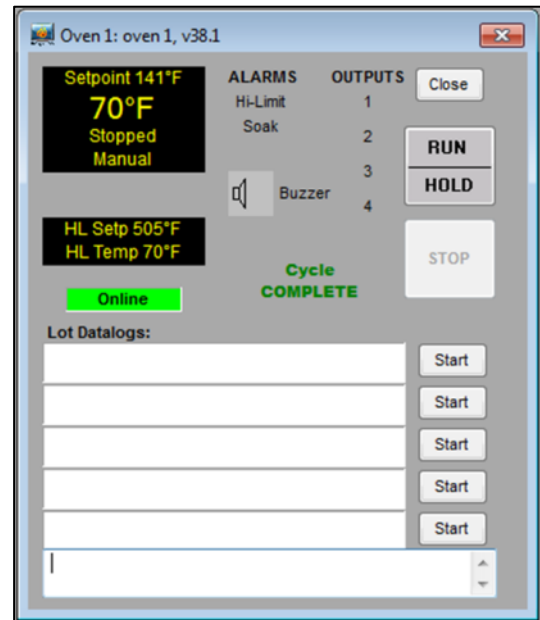 Oven 1: oven 1, v38.1
Setpoint 141°F
70°F
Stopped
Manual
ALARMS
Hi-Limit
Soak
Buzzer
OUTPUTS
1
2
3
4
Close
RUN
HOLD
STOP
HL Setp 505°F
HL Temp 70°F
Online
Cycle
COMPLETE
Lot Datalogs:
Start
Start
Start
Start
Start